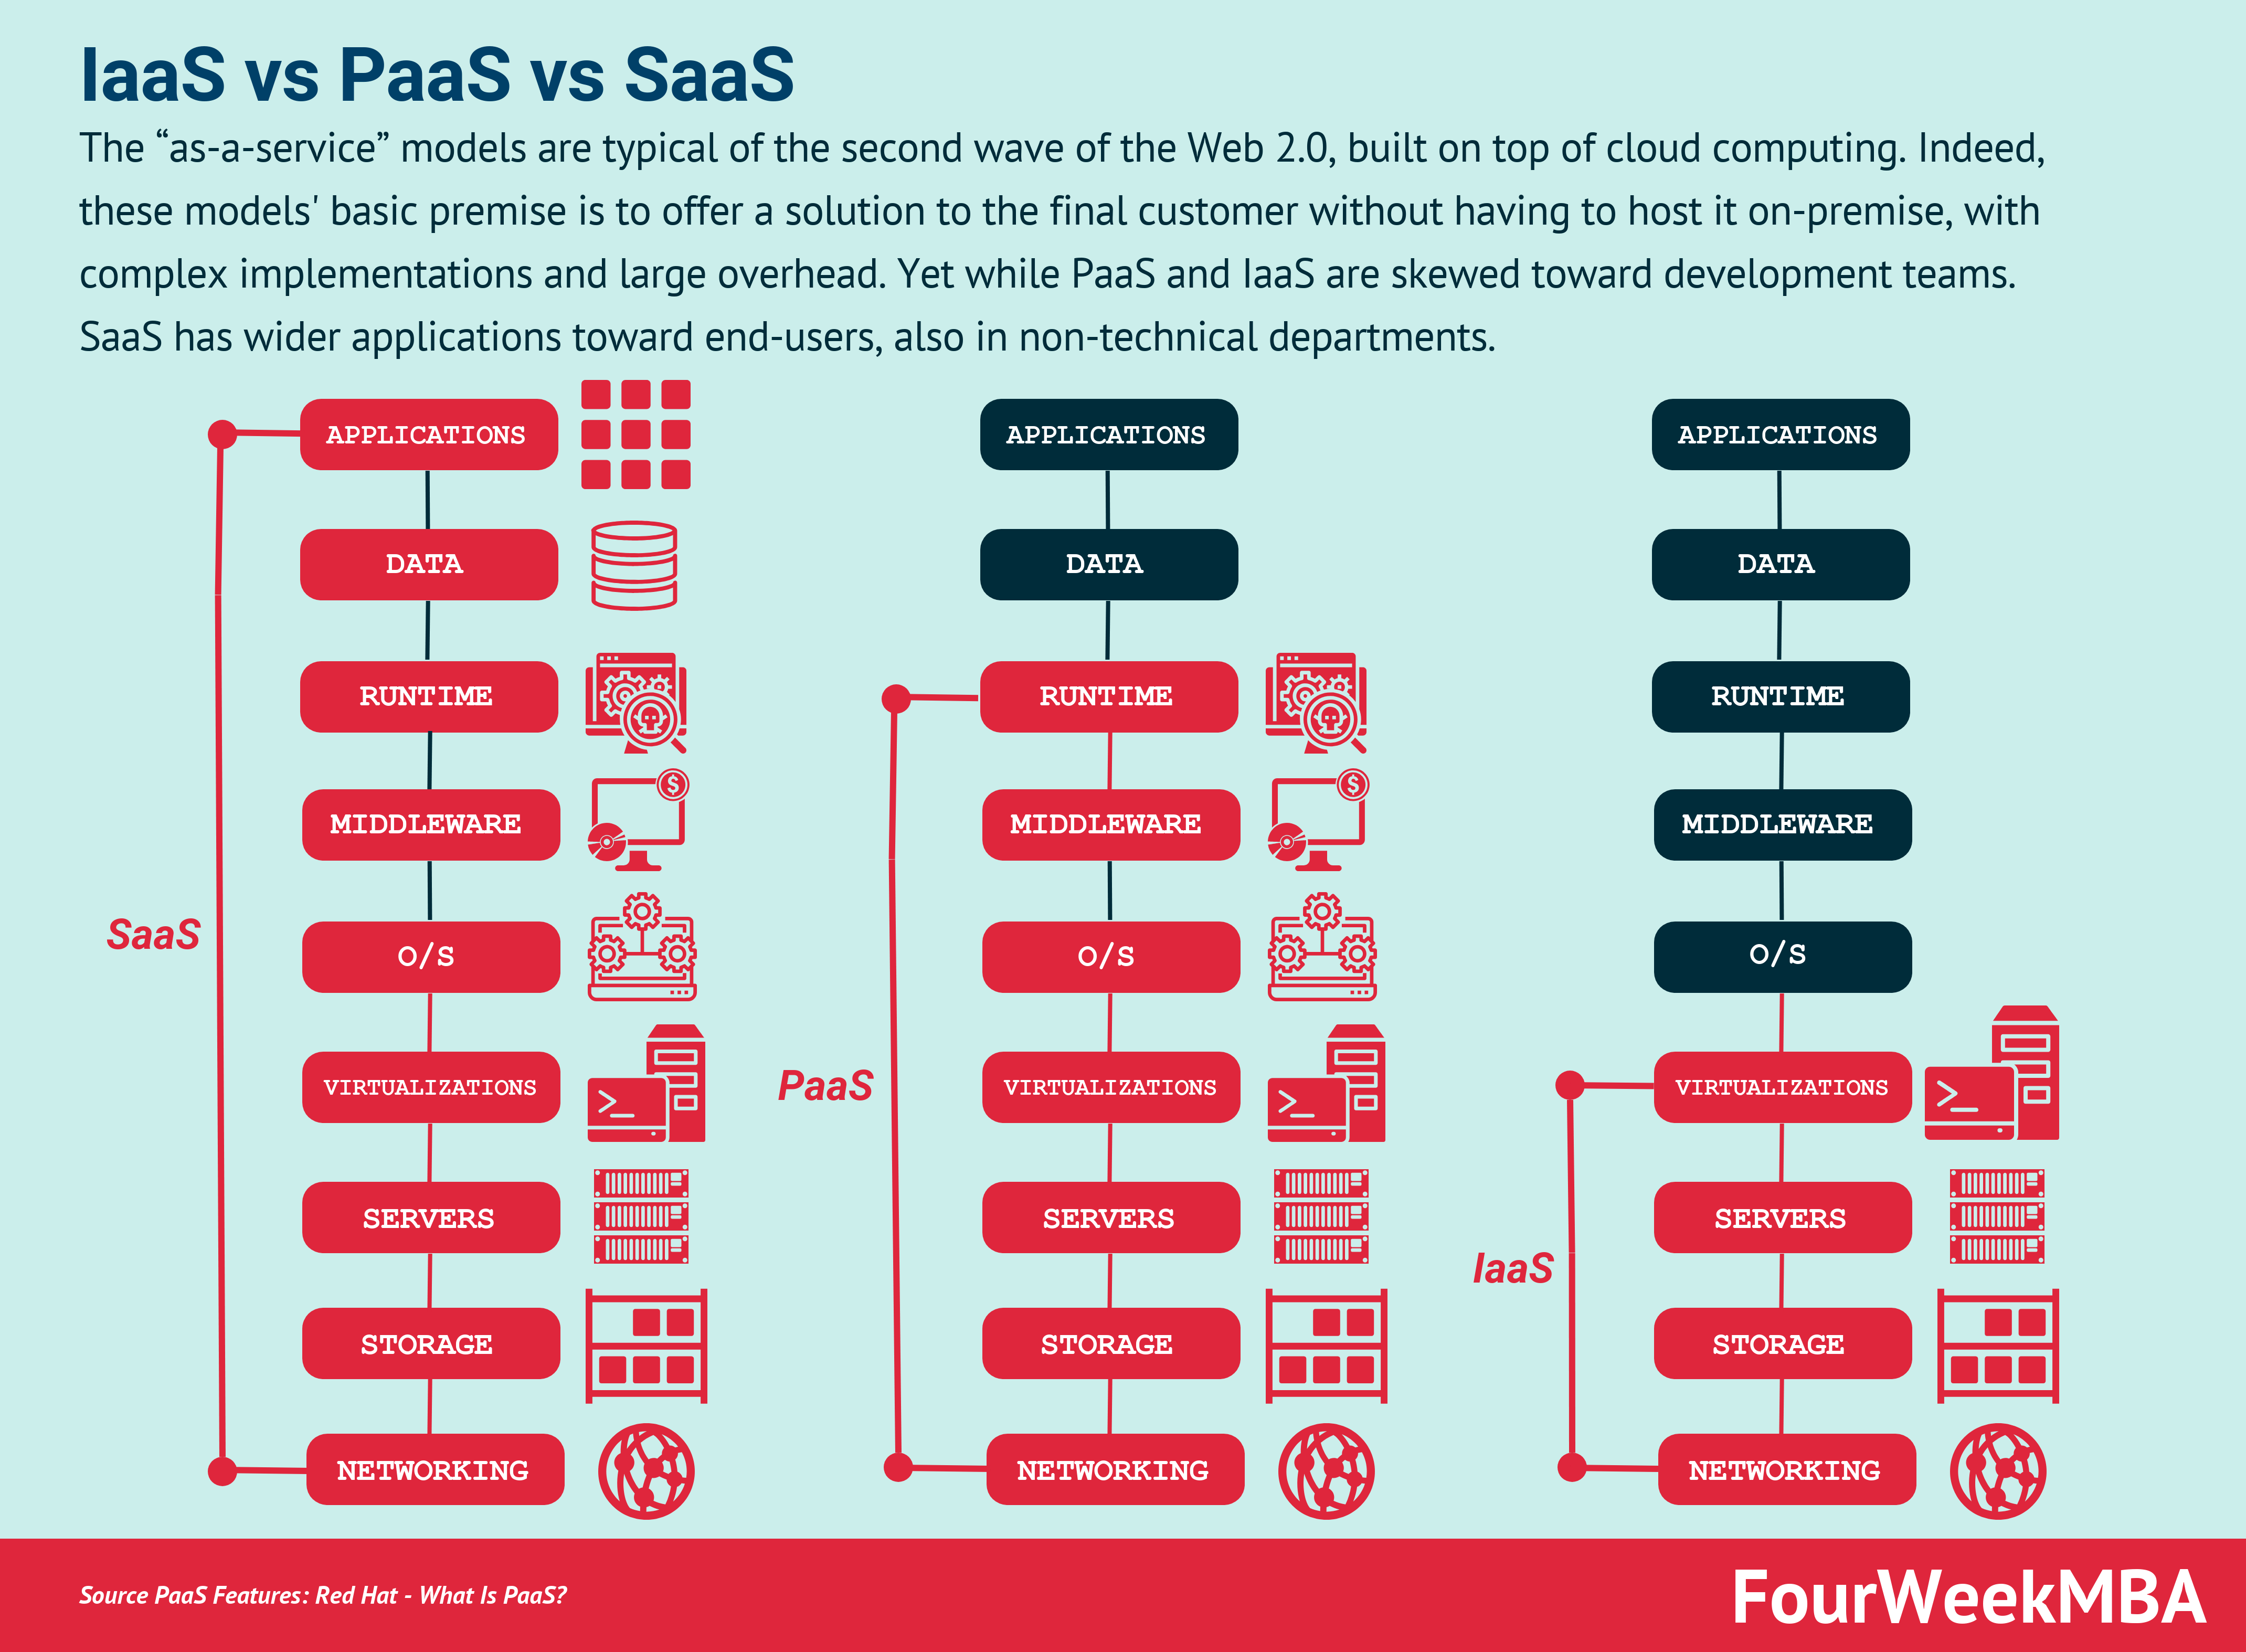 IaaS vs PaaS vs SaaS
The “as-a-service” models are typical of the second wave of the Web 2.0, built on top of cloud computing. Indeed,
these models' basic premise is to offer a solution to the final customer without having to host it on-premise, with
complex implementations and large overhead. Yet while PaaS and IaaS are skewed toward development teams.
SaaS has wider applications toward end-users, also in non-technical departments.
SaaS
APPLICATIONS
DATA
RUNTIME
MIDDLEWARE
O/S
VIRTUALIZATIONS
SERVERS
STORAGE
NETWORKING
PaaS
APPLICATIONS
DATA
RUNTIME
MIDDLEWARE
O/S
VIRTUALIZATIONS
SERVERS
STORAGE
NETWORKING
IaaS
APPLICATIONS
DATA
RUNTIME
MIDDLEWARE
O/S
VIRTUALIZATIONS
SERVERS
STORAGE
NETWORKING
Source PaaS Features: Red Hat - What Is PaaS?
FourWeekMBA